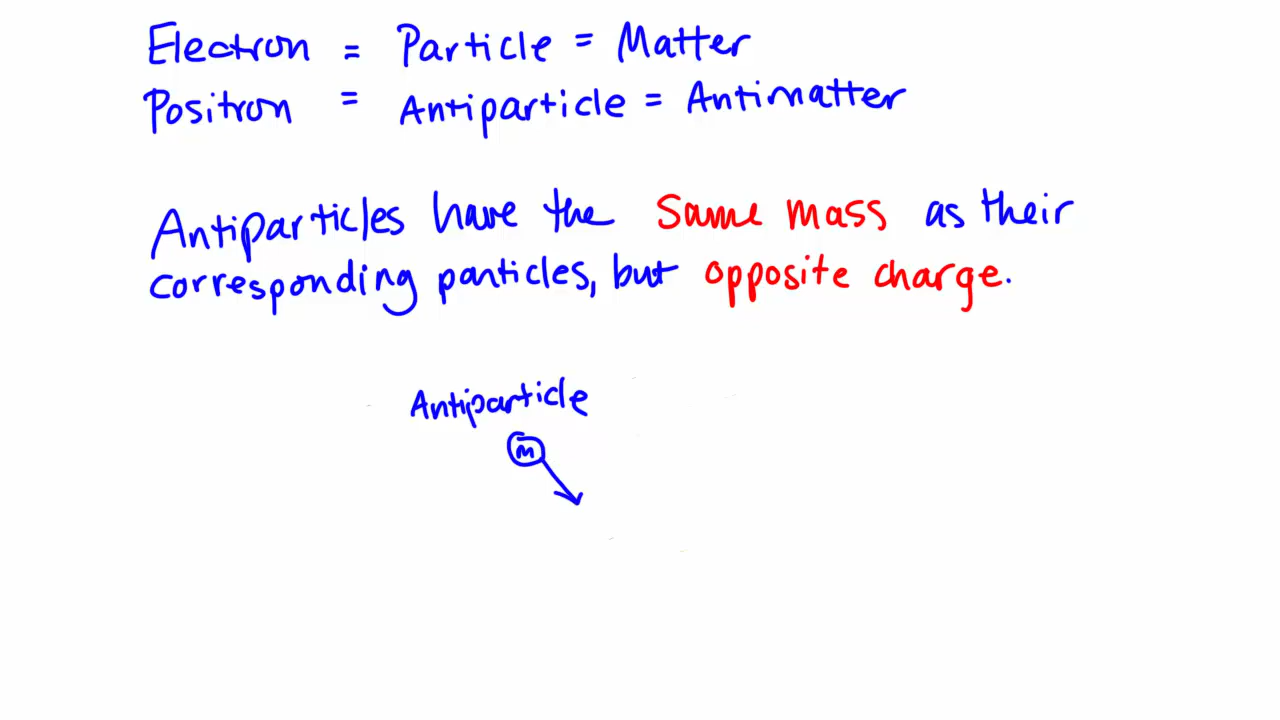 Electron = Particle = Matter
Positron = Antiparticle = Antimatter
Antiparticles have the same mass as their
corresponding particles, but opposite charge.
Antiparticle
m